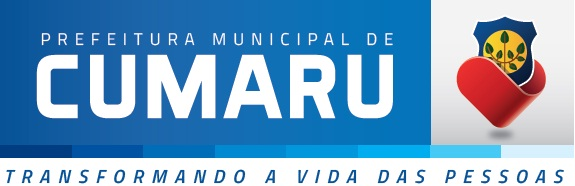 PREFEITURA MUNICIPAL DE
CUMARU
TRANSFORMANDO A VIDA DAS PESSOAS